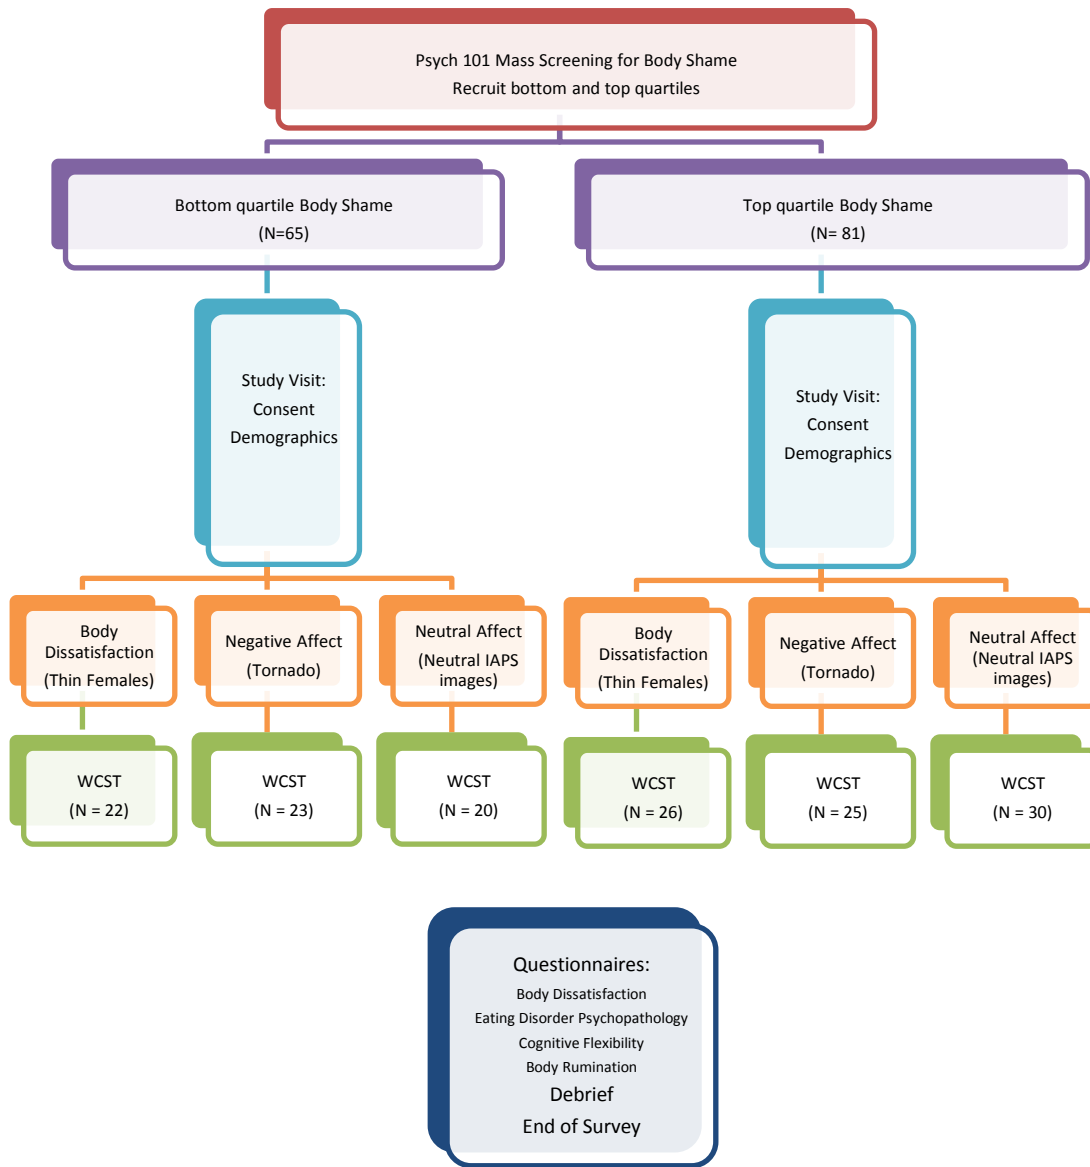 Psych 101 Mass Screening for Body Shame
Recruit bottom and top quartiles
Bottom quartile Body Shame
(N=65)
Top quartile Body Shame
(N= 81)
Study Visit:
Consent
Demographics
Study Visit:
Consent
Demographics
Body
Dissatisfaction
(Thin Females)
Negative Affect
(Tornado)
Neutral Affect
(Neutral IAPS
images)
Body
Dissatisfaction
(Thin Females)
Negative Affect
(Tornado)
Neutral Affect
(Neutral IAPS
images)
WCST
(N = 22)
WCST
(N = 23)
WCST
(N = 20)
WCST
(N = 26)
WCST
(N = 25)
WCST
(N = 30)
Questionnaires:
Body Dissatisfaction
Eating Disorder Psychopathology
Cognitive Flexibility
Body Rumination
Debrief
End of Survey